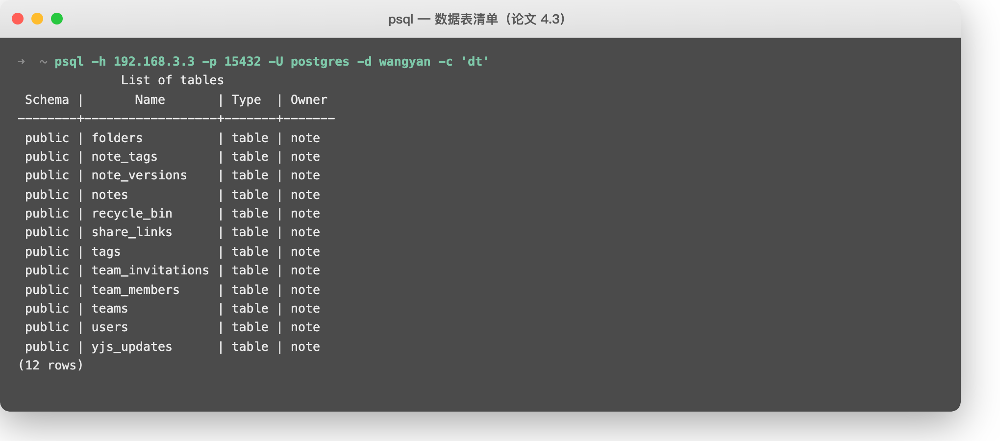 psql — 数据表清单（论文 4.3）
➜  ~ psql -h 192.168.3.3 -p 15432 -U postgres -d wangyan -c 'dt'
              List of tables
 Schema |       Name       | Type  | Owner
--------+------------------+-------+-------
 public | folders          | table | note
 public | note_tags        | table | note
 public | note_versions    | table | note
 public | notes            | table | note
 public | recycle_bin      | table | note
 public | share_links      | table | note
 public | tags             | table | note
 public | team_invitations | table | note
 public | team_members     | table | note
 public | teams            | table | note
 public | users            | table | note
 public | yjs_updates      | table | note
(12 rows)